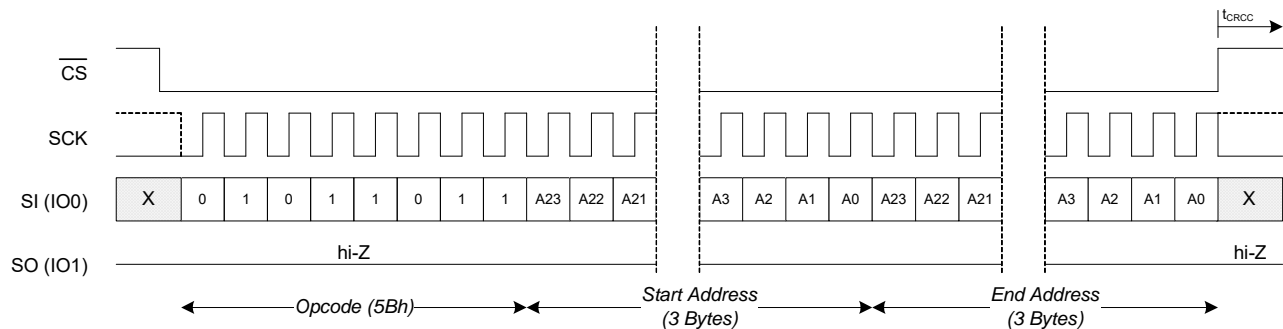 tCRCC
CS
SCK
SI (IO0) X 0 1 0 1 1 0 1 1 A23 A22 A21 A3 A2 A1 A0 A23 A22 A21 A3 A2 A1 A0 X
hi-Z hi-Z
SO (IO1)
Opcode (5Bh) Start Address End Address
(3 Bytes) (3 Bytes)